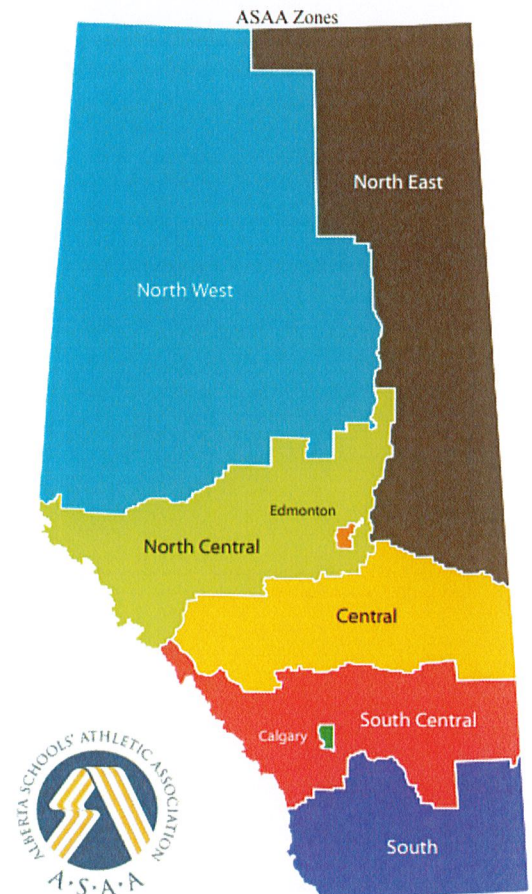 ASAA Zones
North East
North West
Edmonton
North Central
Central
Calgary
South Central
South
ALBERTA SCHOOLS' ATHLETIC ASSOCIATION
A·S·A·A